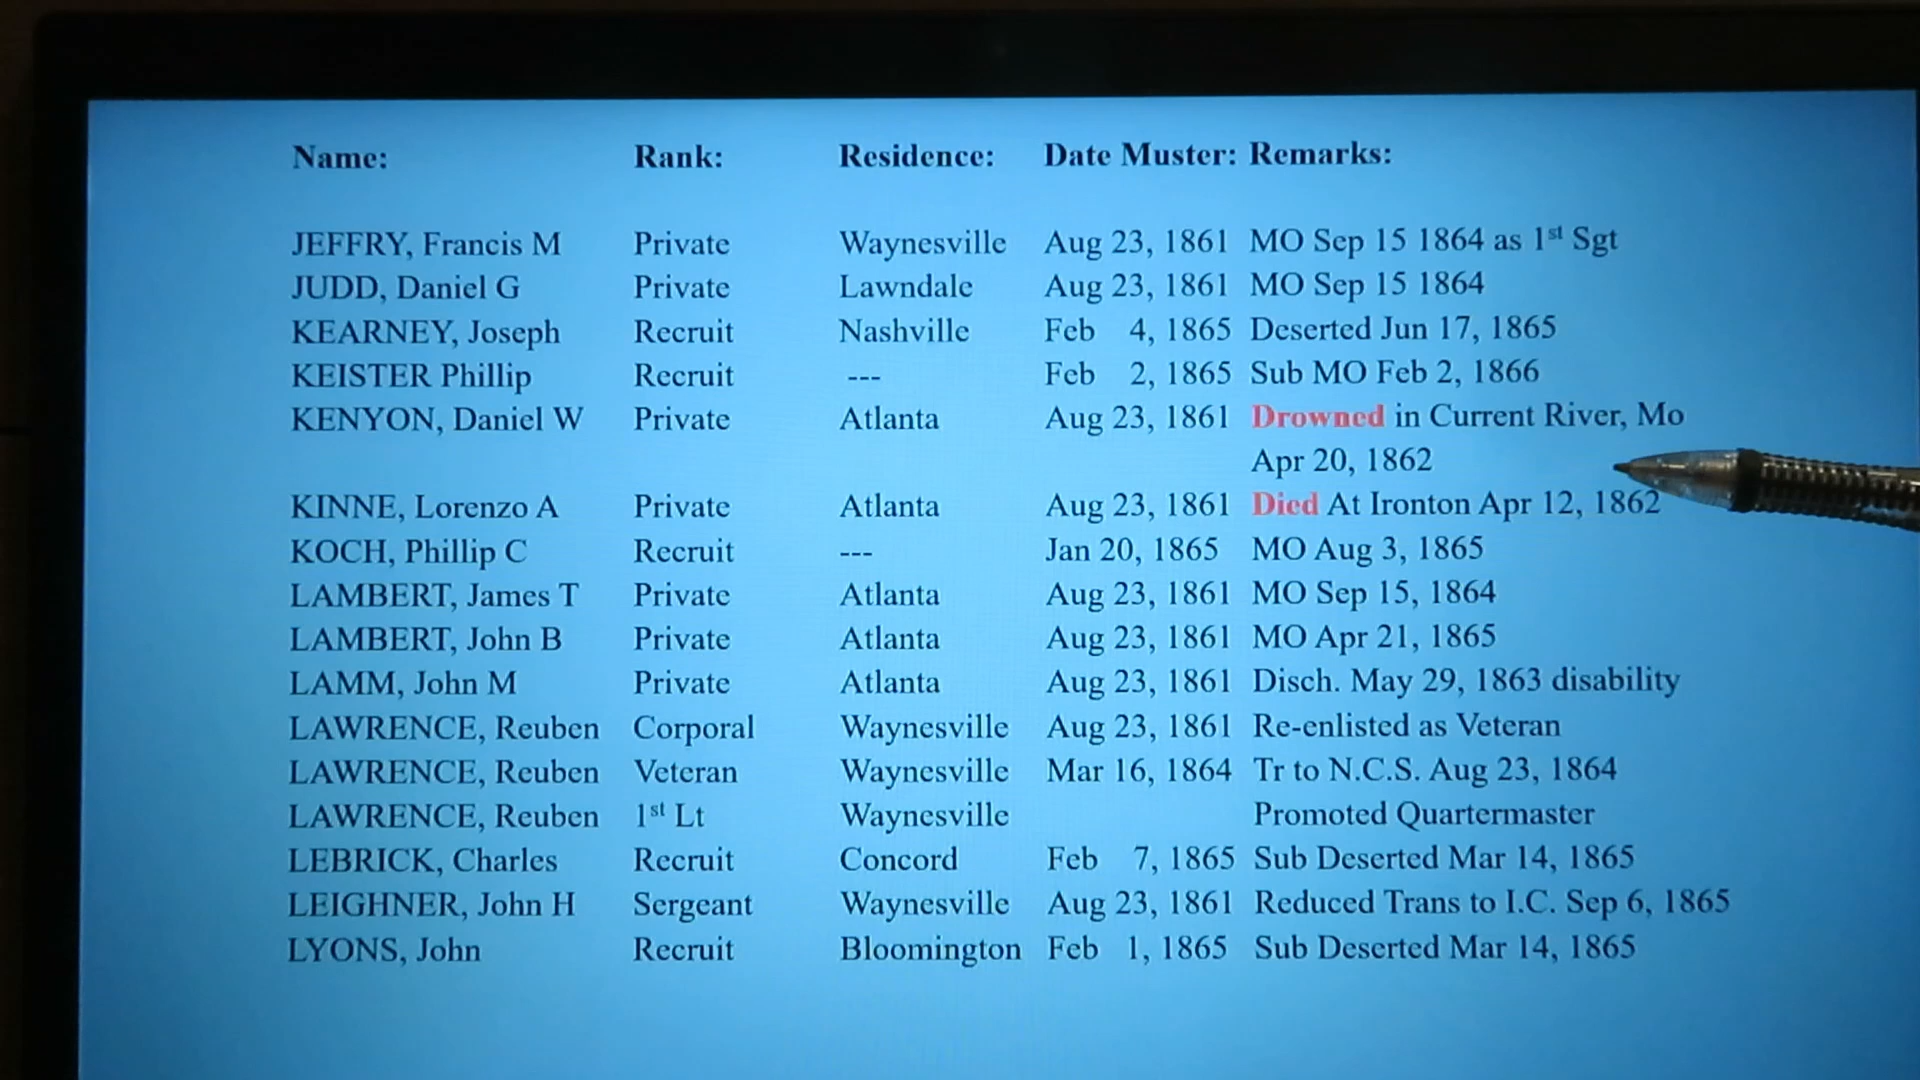 Name: Rank: Residence: Date Muster: Remarks:
JEFFRY, Francis M Private Waynesville Aug 23, 1861 MO Sep 15 1864 as 1st Sgt
JUDD, Daniel G Private Lawndale Aug 23, 1861 MO Sep 15 1864
KEARNEY, Joseph Recruit Nashville Feb 4, 1865 Deserted Jun 17, 1865
KEISTER Phillip Recruit --- Feb 2, 1865 Sub MO Feb 2, 1866
KENYON, Daniel W Private Atlanta Aug 23, 1861 Drowned in Current River, Mo
Apr 20, 1862
KINNE, Lorenzo A Private Atlanta Aug 23, 1861 Died At Ironton Apr 12, 1862
KOCH, Phillip C Recruit --- Jan 20, 1865 MO Aug 3, 1865
LAMBERT, James T Private Atlanta Aug 23, 1861 MO Sep 15, 1864
LAMBERT, John B Private Atlanta Aug 23, 1861 MO Apr 21, 1865
LAMM, John M Private Atlanta Aug 23, 1861 Disch. May 29, 1863 disability
LAWRENCE, Reuben Corporal Waynesville Aug 23, 1861 Re-enlisted as Veteran
LAWRENCE, Reuben Veteran Waynesville Mar 16, 1864 Tr to N.C.S. Aug 23, 1864
LAWRENCE, Reuben 1st Lt Waynesville Promoted Quartermaster
LEBRICK, Charles Recruit Concord Feb 7, 1865 Sub Deserted Mar 14, 1865
LEIGHNER, John H Sergeant Waynesville Aug 23, 1861 Reduced Trans to I.C. Sep 6, 1865
LYONS, John Recruit Bloomington Feb 1, 1865 Sub Deserted Mar 14, 1865